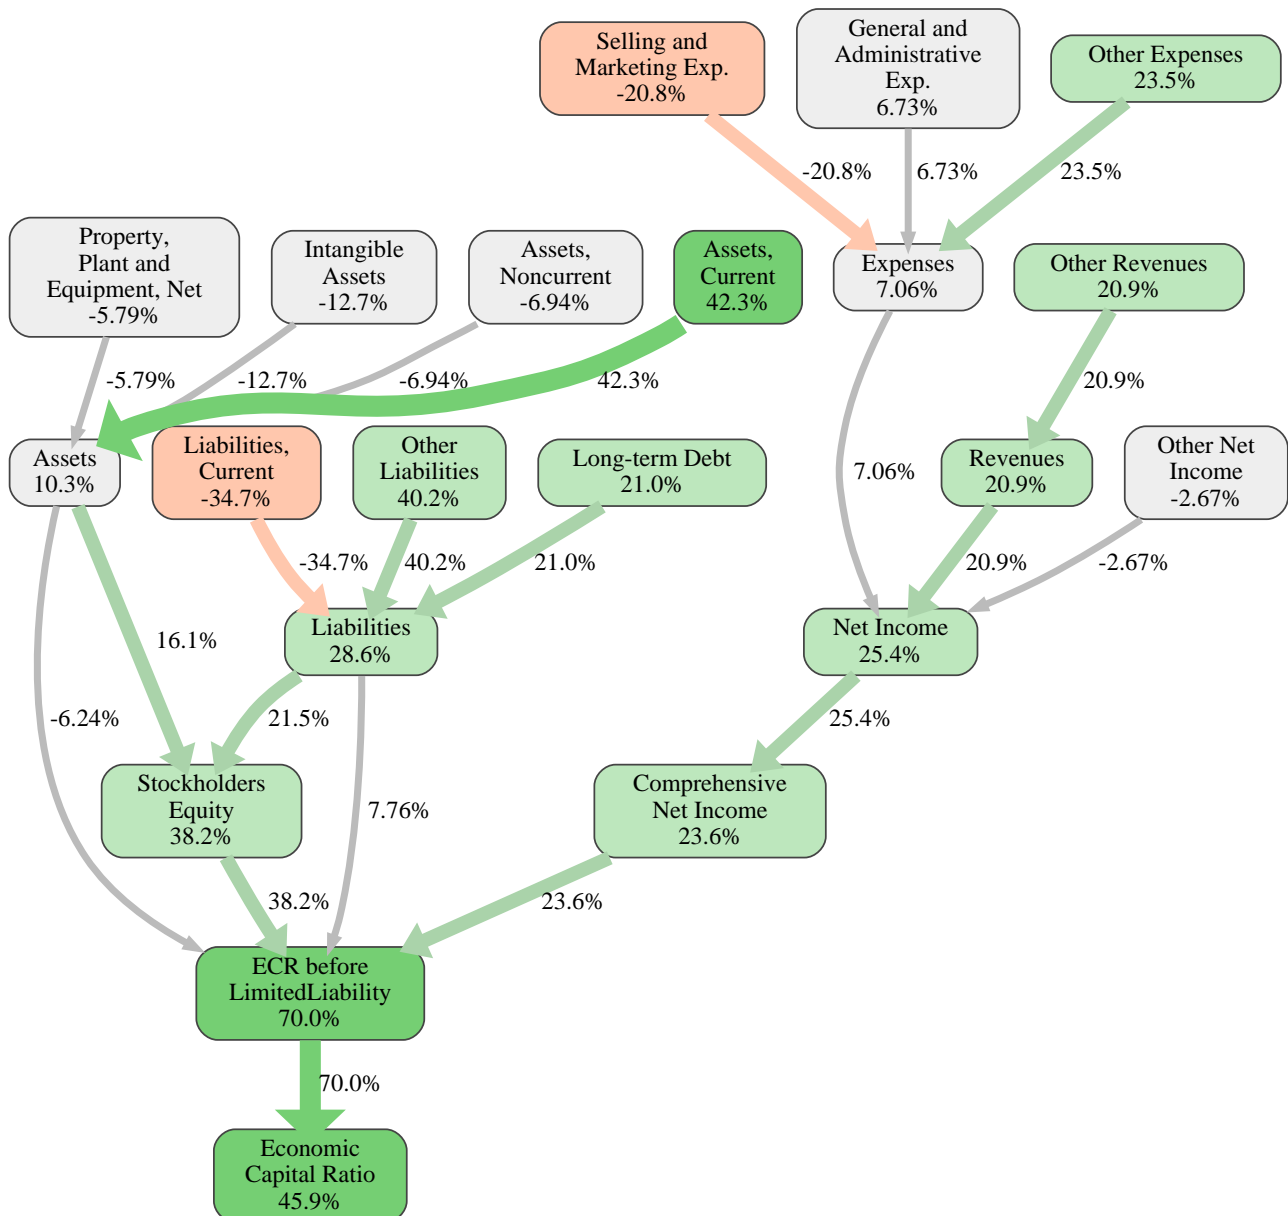 Selling and
Marketing Exp.
-20.8%
General and
Administrative
Exp.
6.73%
Other Expenses
23.5%
-20.8%
6.73%
23.5%
Property,
Plant and
Equipment, Net
-5.79%
Intangible
Assets
-12.7%
Assets,
Noncurrent
-6.94%
Assets,
Current
42.3%
Expenses
7.06%
Other Revenues
20.9%
-5.79%
-12.7%
-6.94%
42.3%
20.9%
Assets
10.3%
Liabilities,
Current
-34.7%
Other
Liabilities
40.2%
Long-term Debt
21.0%
7.06%
Revenues
20.9%
Other Net
Income
-2.67%
-34.7%
40.2%
21.0%
20.9%
-2.67%
16.1%
Liabilities
28.6%
Net Income
25.4%
-6.24%
21.5%
25.4%
Stockholders
Equity
38.2%
7.76%
Comprehensive
Net Income
23.6%
38.2%
23.6%
ECR before
LimitedLiability
70.0%
70.0%
Economic
Capital Ratio
45.9%